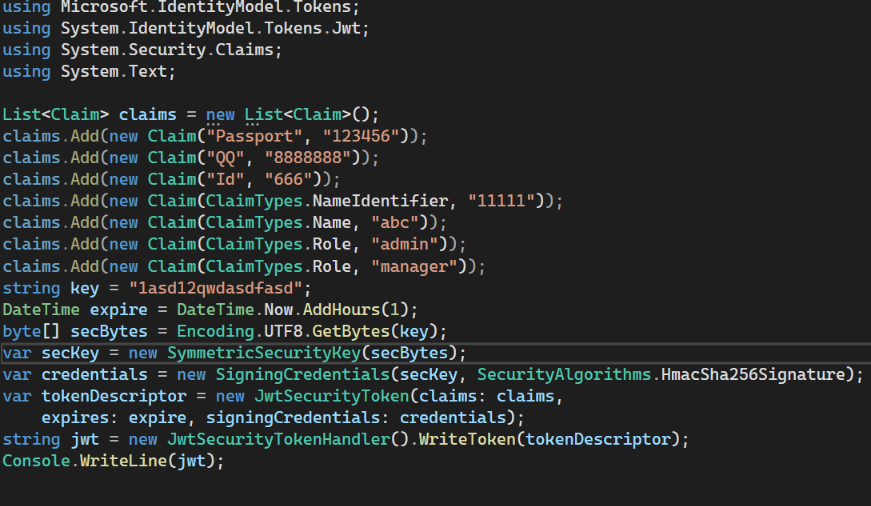 using Microsoft.IdentityModel.Tokens;
using System.IdentityModel.Tokens.Jwt;
using System.Security.Claims;
using System.Text;

List<Claim> claims = new List<Claim>();
claims.Add(new Claim("Passport", "123456"));
claims.Add(new Claim("QQ", "8888888"));
claims.Add(new Claim("Id", "666"));
claims.Add(new Claim(ClaimTypes.NameIdentifier, "11111"));
claims.Add(new Claim(ClaimTypes.Name, "abc"));
claims.Add(new Claim(ClaimTypes.Role, "admin"));
claims.Add(new Claim(ClaimTypes.Role, "manager"));
string key = "1asd12qwdasdfasd";
DateTime expire = DateTime.Now.AddHours(1);
byte[] secBytes = Encoding.UTF8.GetBytes(key);
var secKey = new SymmetricSecurityKey(secBytes);
var credentials = new SigningCredentials(secKey, SecurityAlgorithms.HmacSha256Signature);
var tokenDescriptor = new JwtSecurityToken(claims: claims,
    expires: expire, signingCredentials: credentials);
string jwt = new JwtSecurityTokenHandler().WriteToken(tokenDescriptor);
Console.WriteLine(jwt);